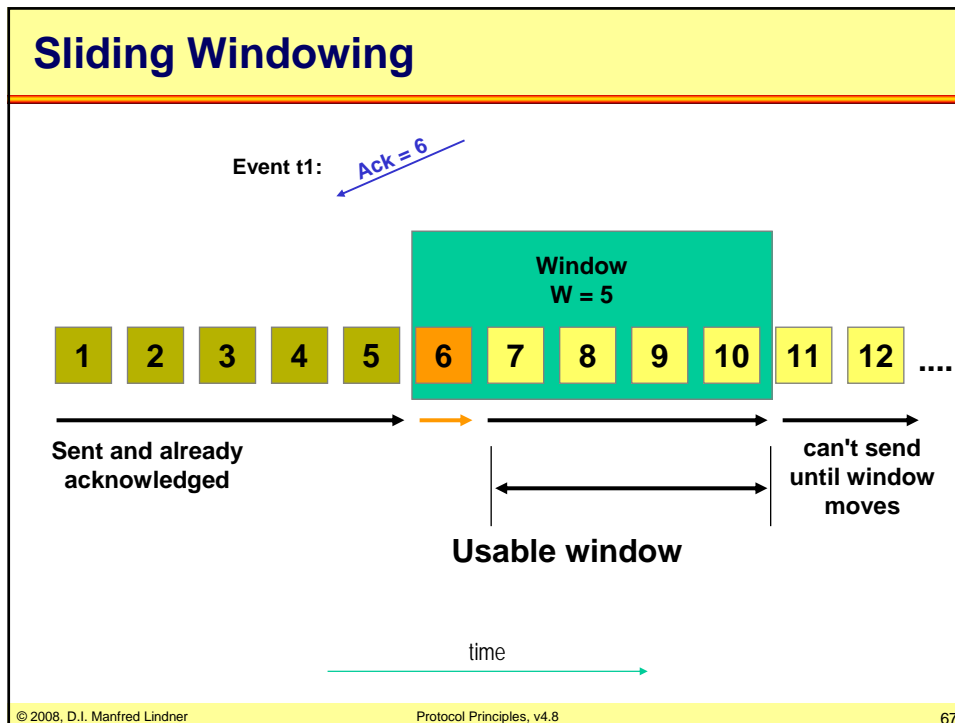 Sliding Windowing
Event t1:
Ack = 6
Window
W = 5
1 2 3 4 5 6 7 8 9 10 11 12 ....
Sent and already
acknowledged
can't send
until window
moves
Usable window
time
© 2008, D.I. Manfred Lindner Protocol Principles, v4.8 67